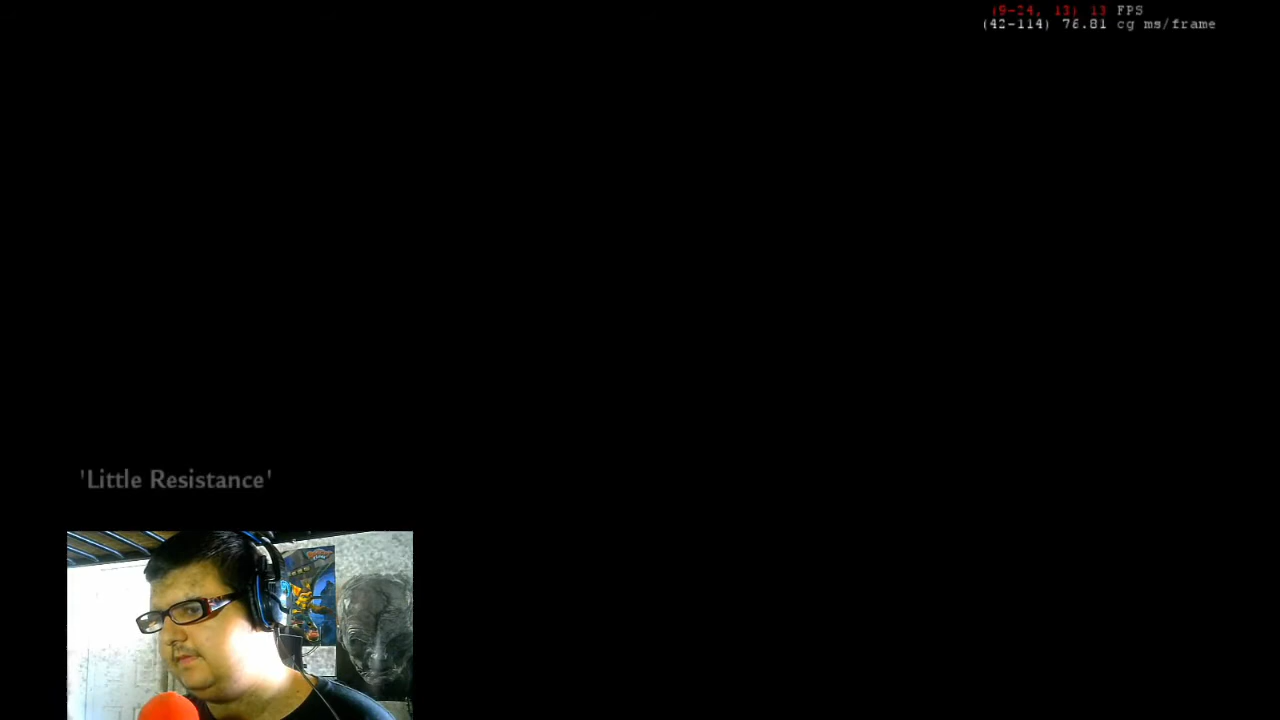 (9-24, 13) 13 FPS
(42-114) 76.81 cg ms/frame
'Little Resistance'